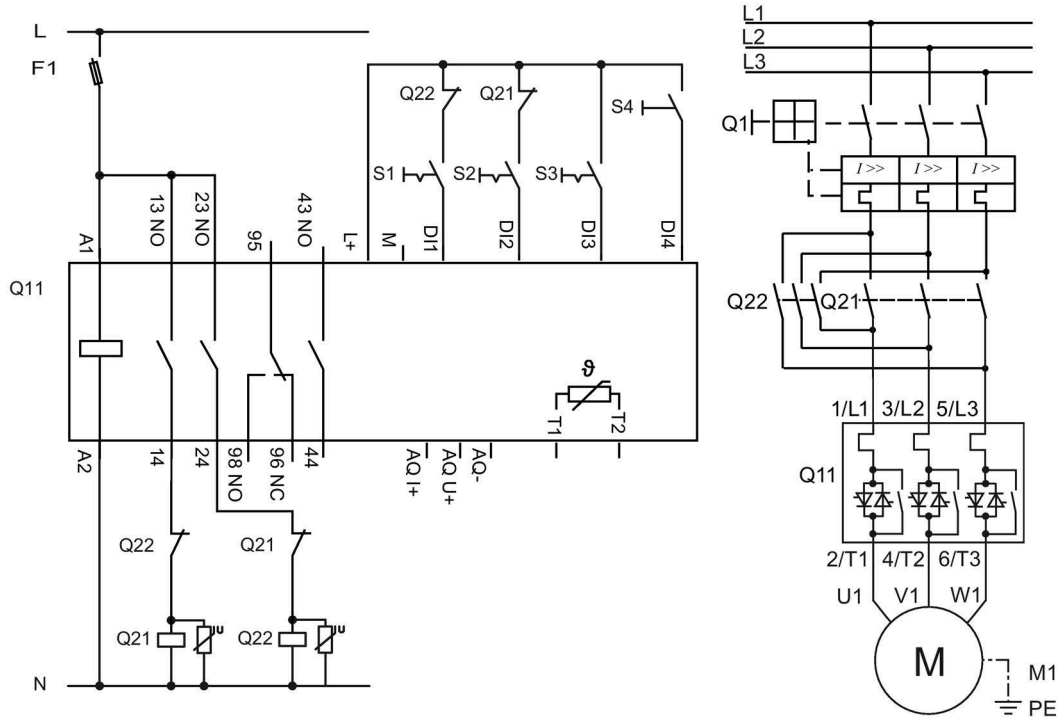 L
F1
13 NO
23 NO
43 NO
A1
95
L+
M
DI1
DI2
DI3
DI4
Q22
Q21
S4
S1
S2
S3
Q11
ϑ
T1
T2
A2
14
24
98 NO
96 NC
44
AQ I+
AQ U+
AQ-
Q22
Q21
Q21
U
Q22
U
N
L1
L2
L3
Q1
I >>
I >>
I >>
Q22
Q21
1/L1
3/L2
5/L3
Q11
2/T1
4/T2
6/T3
U1
V1
W1
M
M1
PE